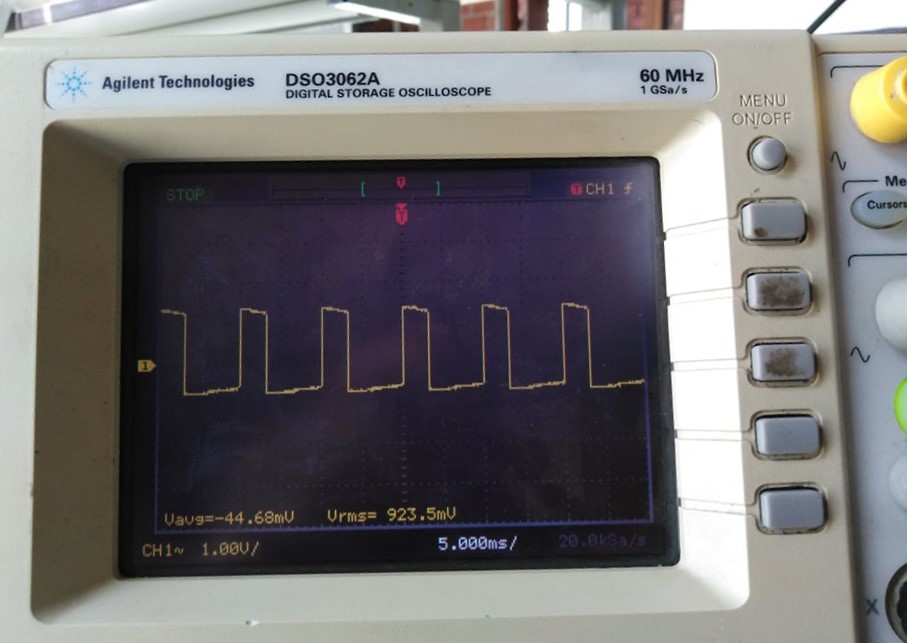 Agilent Technologies
DSO3062A
DIGITAL STORAGE OSCILLOSCOPE
60 MHz
1 GSa/s
MENU
ON/OFF
STOP
T
T CH1
T
Cursors
1
Vavg=-44.68mV Vrms= 923.5mV
CH1~ 1.00V/ 5.000ms/ 20.0kSa/s
X